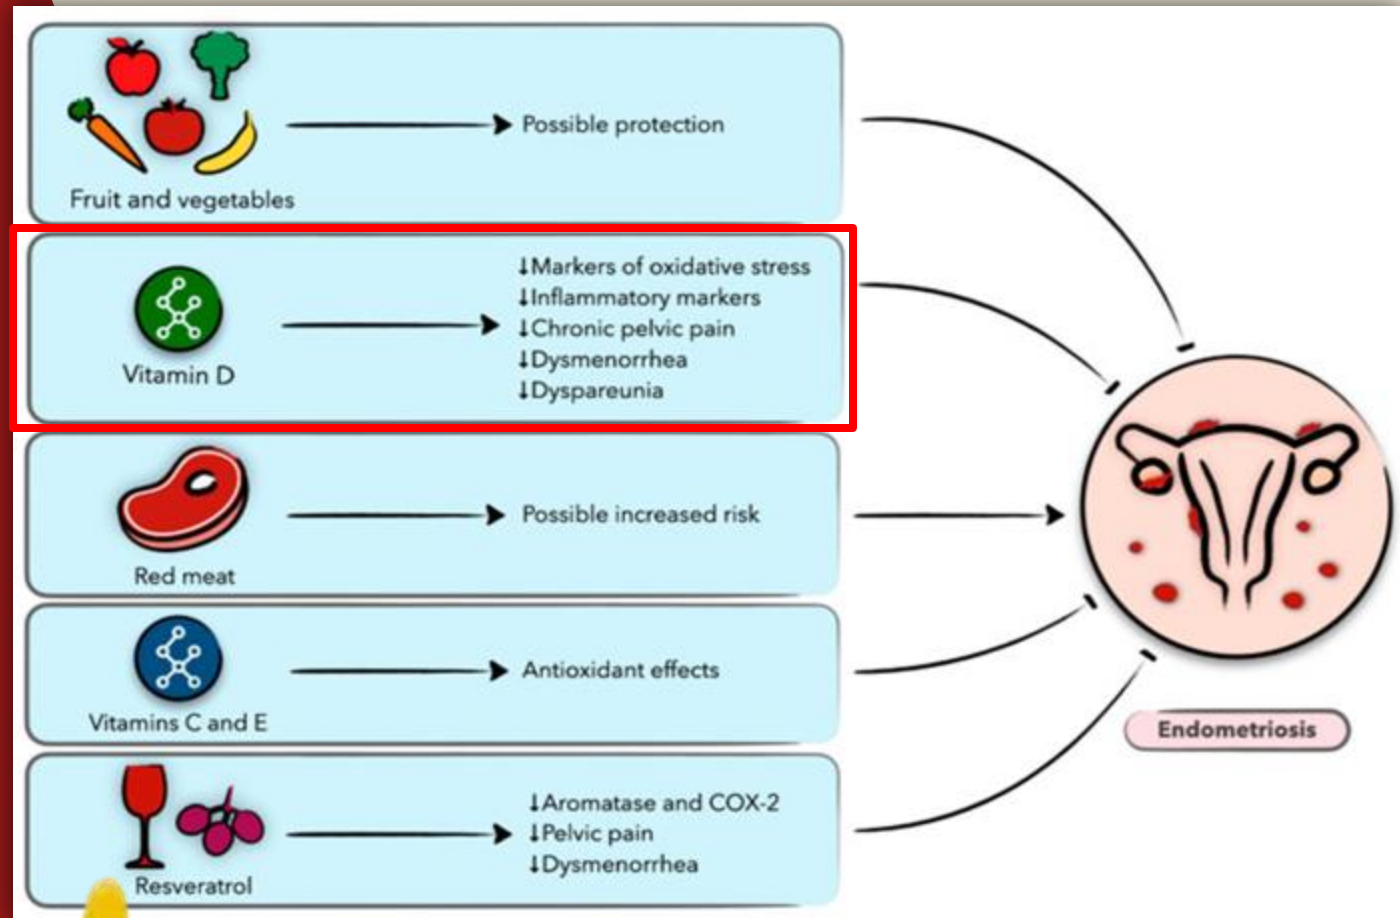 Possible protection
Fruit and vegetables
↓Markers of oxidative stress
↓Inflammatory markers
↓Chronic pelvic pain
↓Dysmenorrhea
↓Dyspareunia
Vitamin D
Possible increased risk
Red meat
Antioxidant effects
Vitamins C and E
↓Aromatase and COX-2
↓Pelvic pain
↓Dysmenorrhea
Resveratrol
Endometriosis